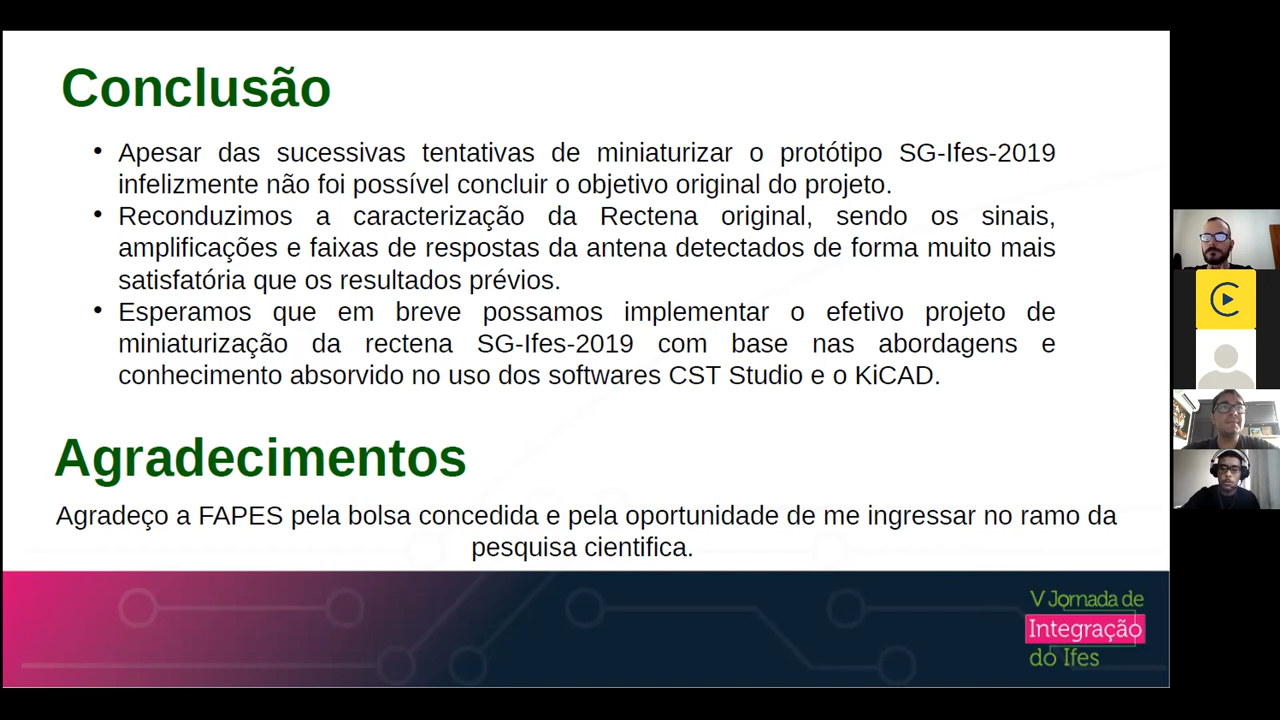 Conclusão
• Apesar das sucessivas tentativas de miniaturizar o protótipo SG-Ifes-2019
infelizmente não foi possível concluir o objetivo original do projeto.
• Reconduzimos a caracterização da Rectena original, sendo os sinais,
amplificações e faixas de respostas da antena detectados de forma muito mais
satisfatória que os resultados prévios.
• Esperamos que em breve possamos implementar o efetivo projeto de
miniaturização da rectena SG-Ifes-2019 com base nas abordagens e
conhecimento absorvido no uso dos softwares CST Studio e o KiCAD.
Agradecimentos
Agradeço a FAPES pela bolsa concedida e pela oportunidade de me ingressar no ramo da
pesquisa cientifica.
V Jornada de
Integração
do Ifes